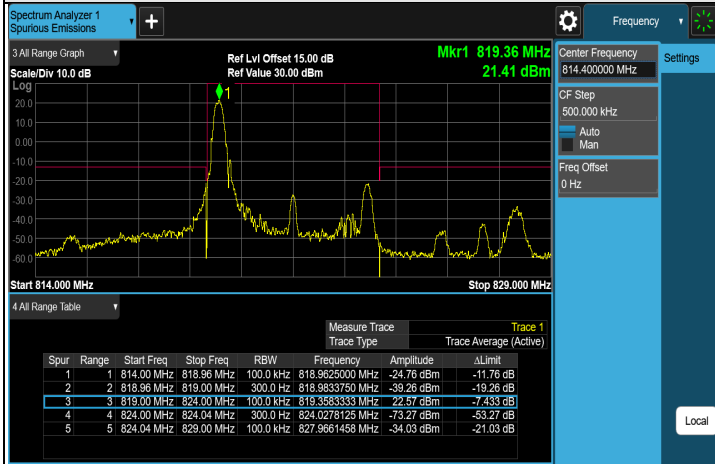 Spectrum Analyzer 1
Spurious Emissions
Frequency
3 All Range Graph
Ref Lvl Offset 15.00 dB
Mkr1 819.36 MHz
Scale/Div 10.0 dB
Ref Value 30.00 dBm
21.41 dBm
Log
1
20.0
10.0
0.00
-10.0
-20.0
-30.0
-40.0
-50.0
-60.0
Start 814.000 MHz
Stop 829.000 MHz
Center Frequency
814.400000 MHz
Settings
CF Step
500.000 kHz
Auto
Man
Freq Offset
0 Hz
4 All Range Table
Measure Trace Trace 1
Trace Type Trace Average (Active)
Spur Range Start Freq Stop Freq RBW Frequency Amplitude ΔLimit
1 1 814.00 MHz 818.96 MHz 100.0 kHz 818.9625000 MHz -24.76 dBm -11.76 dB
2 2 818.96 MHz 819.00 MHz 300.0 Hz 818.9833750 MHz -39.26 dBm -19.26 dB
3 3 819.00 MHz 824.00 MHz 100.0 kHz 819.3583333 MHz 22.57 dBm -7.433 dB
4 4 824.00 MHz 824.04 MHz 300.0 Hz 824.0278125 MHz -73.27 dBm -53.27 dB
5 5 824.04 MHz 829.00 MHz 100.0 kHz 827.9661458 MHz -34.03 dBm -21.03 dB
Local